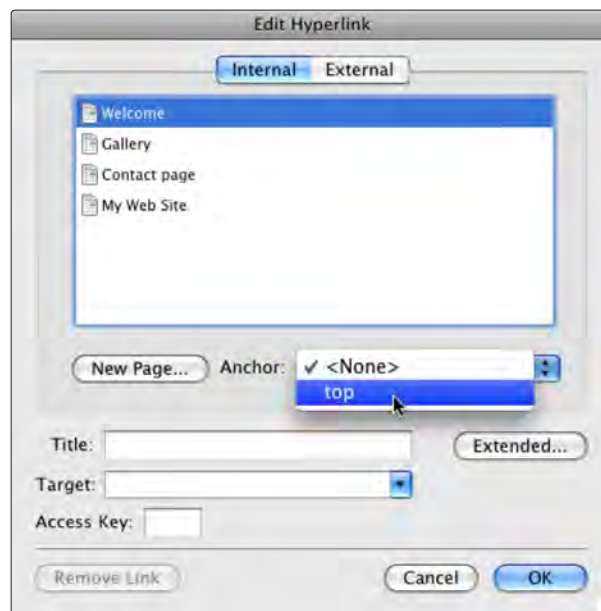 Edit Hyperlink
Internal External
Welcome
Gallery
Contact page
My Web Site
New Page... Anchor: ✓ <None>
top
Title: Extended...
Target:
Access Key:
Remove Link Cancel OK